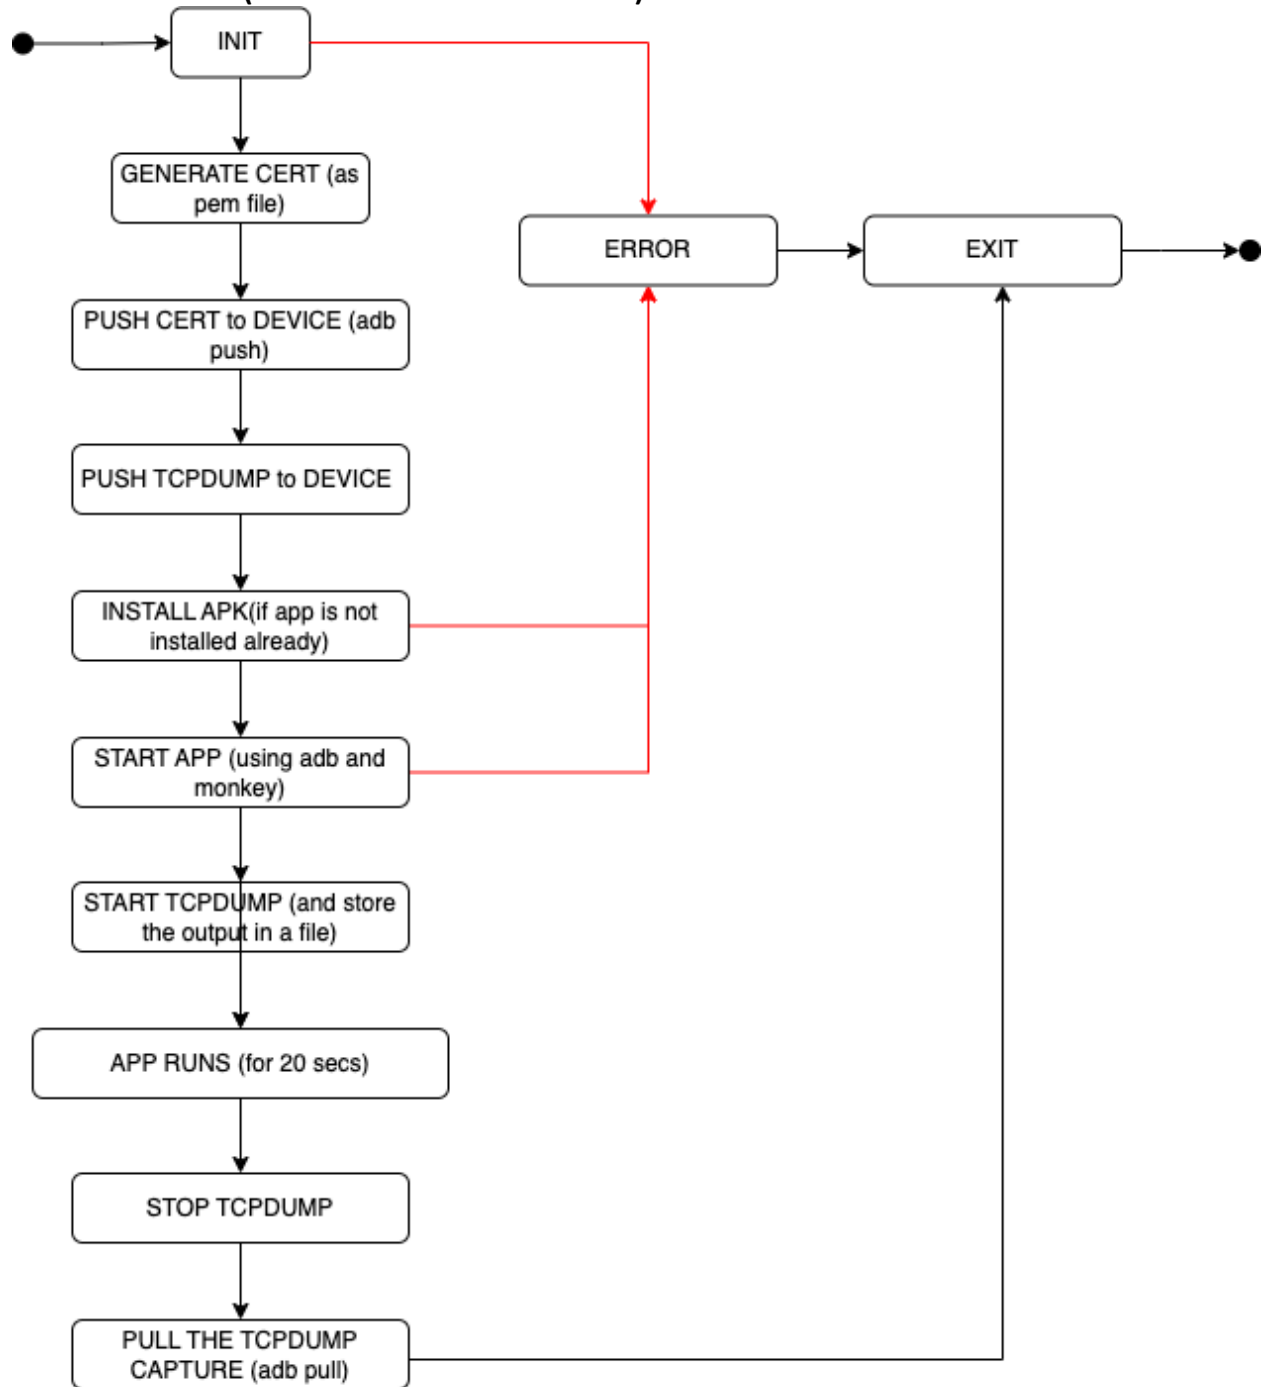 INIT
GENERATE CERT (as
pem file)
ERROR
EXIT
PUSH CERT to DEVICE (adb
push)
PUSH TCPDUMP to DEVICE
INSTALL APK(if app is not
installed already)
START APP (using adb and
monkey)
START TCPDUMP (and store
the output in a file)
APP RUNS (for 20 secs)
STOP TCPDUMP
PULL THE TCPDUMP
CAPTURE (adb pull)